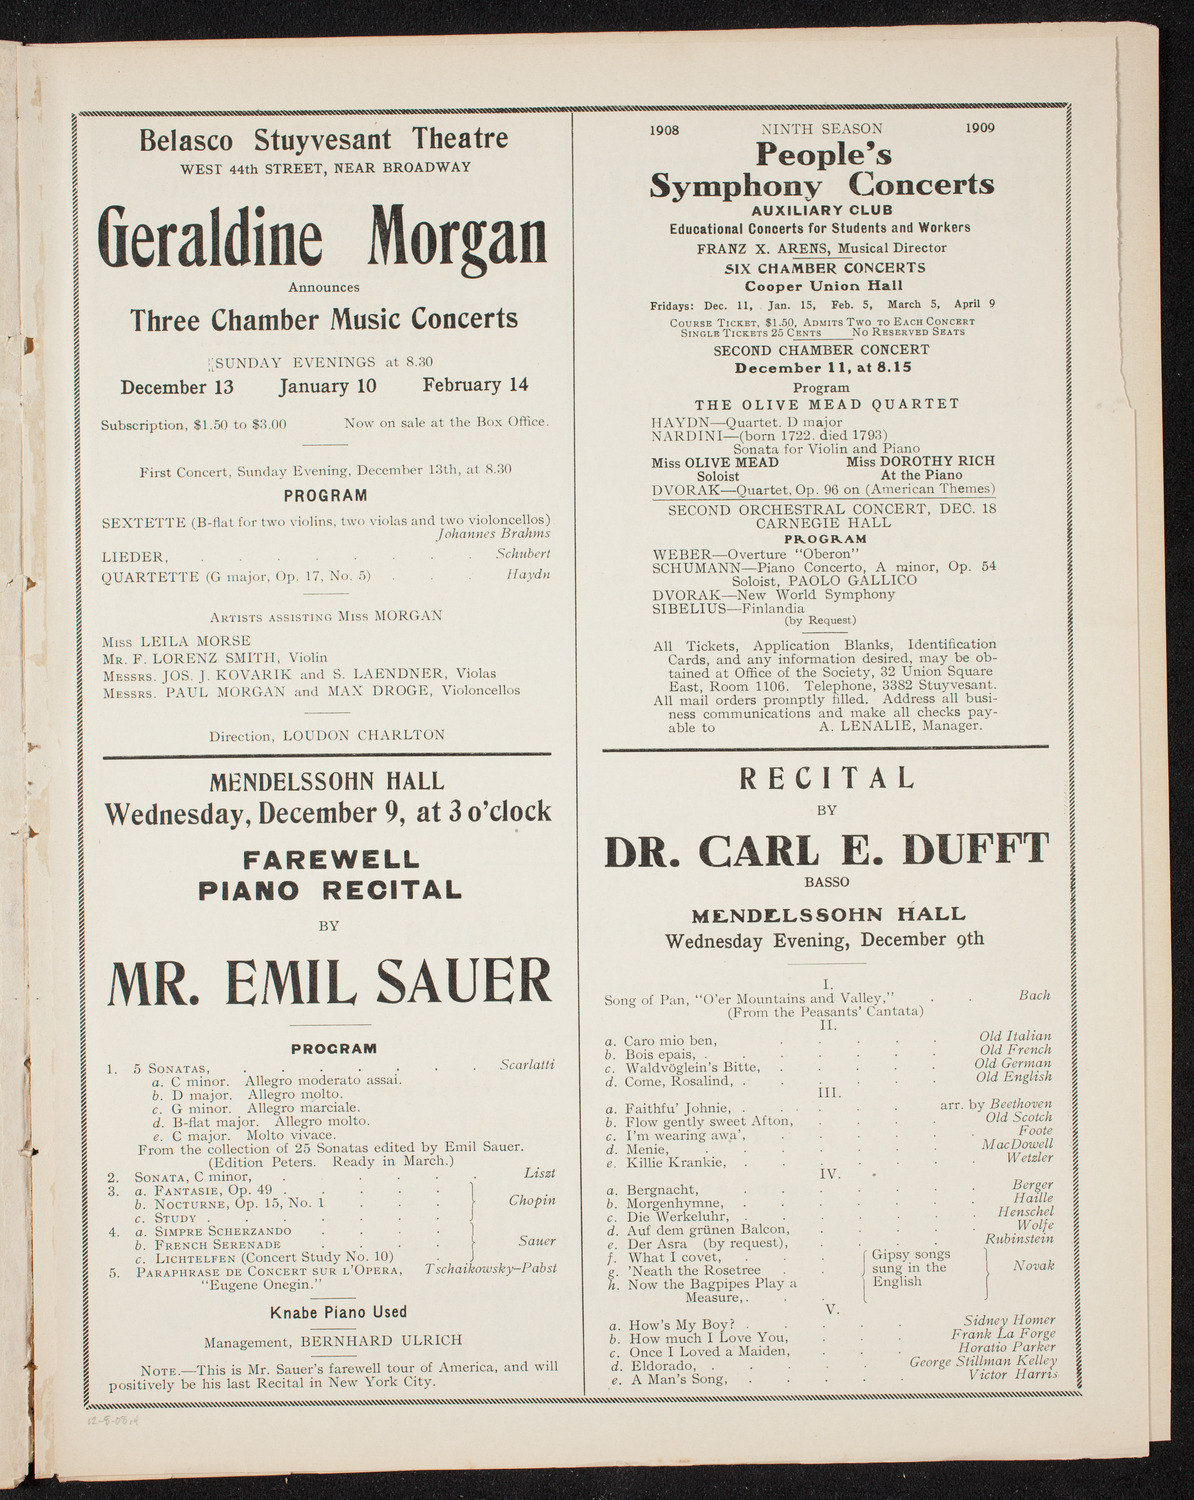 Belasco Stuyvesant Theatre
WEST 44th STREET, NEAR BROADWAY
Geraldine Morgan
Announces
Three Chamber Music Concerts
SUNDAY EVENINGS at 8.30
December 13 January 10 February 14
Subscription, $1.50 to $3.00 Now on sale at the Box Office.
First Concert, Sunday Evening, December 13th, at 8.30
PROGRAM
SEXTETTE (B-flat for two violins, two violas and two violoncellos)
Johannes Brahms
LIEDER, . . . . . . . . Schubert
QUARTETTE (G major, Op. 17, No. 5) . . . Haydn
ARTISTS ASSISTING MISS MORGAN
MISS LEILA MORSE
MR. F. LORENZ SMITH, Violin
MESSRS. JOS. J. KOVARIK and S. LAENDNER, Violas
MESSRS. PAUL MORGAN and MAX DROGE, Violoncellos
Direction, LOUDON CHARLTON
MENDELSSOHN HALL
Wednesday, December 9, at 3 o'clock
FAREWELL
PIANO RECITAL
BY
MR. EMIL SAUER
PROGRAM
1. 5 SONATAS, . . . . . . . Scarlatti
a. C minor. Allegro moderato assai.
b. D major. Allegro molto.
c. G minor. Allegro marciale.
d. B-flat major. Allegro molto.
e. C major. Molto vivace.
From the collection of 25 Sonatas edited by Emil Sauer.
(Edition Peters. Ready in March.)
2. SONATA, C minor, . . . . . . Liszt
3. a. FANTASIE, Op. 49 . . . . .
b. NOCTURNE, Op. 15, No. 1 . . . . Chopin
c. STUDY . . . . . . .
4. a. SIMPRE SCHERZANDO . . . .
b. FRENCH SERENADE . . . . Sauer
c. LICHTELFEN (Concert Study No. 10) . .
5. PARAPHRASE DE CONCERT SUR L'OPERA, Tschaikowsky-Pabst
"Eugene Onegin."
Knabe Piano Used
Management, BERNHARD ULRICH
NOTE.—This is Mr. Sauer's farewell tour of America, and will
positively be his last Recital in New York City.
12-8-08,4
1908 NINTH SEASON 1909
People's
Symphony Concerts
AUXILIARY CLUB
Educational Concerts for Students and Workers
FRANZ X. ARENS, Musical Director
SIX CHAMBER CONCERTS
Cooper Union Hall
Fridays: Dec. 11, Jan. 15, Feb. 5, March 5, April 9
COURSE TICKET, $1.50, ADMITS TWO TO EACH CONCERT
SINGLE TICKETS 25 CENTS NO RESERVED SEATS
SECOND CHAMBER CONCERT
December 11, at 8.15
Program
THE OLIVE MEAD QUARTET
HAYDN—Quartet. D major
NARDINI—(born 1722. died 1793)
Sonata for Violin and Piano
Miss OLIVE MEAD Miss DOROTHY RICH
Soloist At the Piano
DVORAK—Quartet, Op. 96 on (American Themes)
SECOND ORCHESTRAL CONCERT, DEC. 18
CARNEGIE HALL
PROGRAM
WEBER—Overture "Oberon"
SCHUMANN—Piano Concerto, A minor, Op. 54
Soloist, PAOLO GALLICO
DVORAK—New World Symphony
SIBELIUS—Finlandia
(by Request)
All Tickets, Application Blanks, Identification
Cards, and any information desired, may be ob-
tained at Office of the Society, 32 Union Square
East, Room 1106. Telephone, 3382 Stuyvesant.
All mail orders promptly filled. Address all busi-
ness communications and make all checks pay-
able to A. LENALIE, Manager.
RECITAL
BY
DR. CARL E. DUFFT
BASSO
MENDELSSOHN HALL
Wednesday Evening, December 9th
I.
Song of Pan, "O'er Mountains and Valley," . . Bach
(From the Peasants' Cantata)
II.
a. Caro mio ben, . . . . . Old Italian
b. Bois epais, . . . . . . . Old French
c. Waldvöglein's Bitte, . . . . . Old German
d. Come, Rosalind, . . . . . . Old English
III.
a. Faithfu' Johnie, . . . . . arr. by Beethoven
b. Flow gently sweet Afton, . . . . Old Scotch
c. I'm wearing awa', . . . . . . Foote
d. Menie, . . . . . . . MacDowell
e. Killie Krankie, . . . . . . . Wetzler
IV.
a. Bergnacht, . . . . . . . Berger
b. Morgenhymne, . . . . . . . Haille
c. Die Werkeluhr, . . . . . . . Henschel
d. Auf dem grünen Balcon, . . . . . Wolfe
e. Der Asra (by request), . . . . Rubinstein
f. What I covet, . . Gipsy songs
g. 'Neath the Rosetree . . sung in the Novak
h. Now the Bagpipes Play a English
Measure, . . .
V.
a. How's My Boy? . . . . . Sidney Homer
b. How much I Love You, . . . Frank La Forge
c. Once I Loved a Maiden, . . . Horatio Parker
d. Eldorado, . . . . . George Stillman Kelley
e. A Man's Song, . . . . . Victor Harris